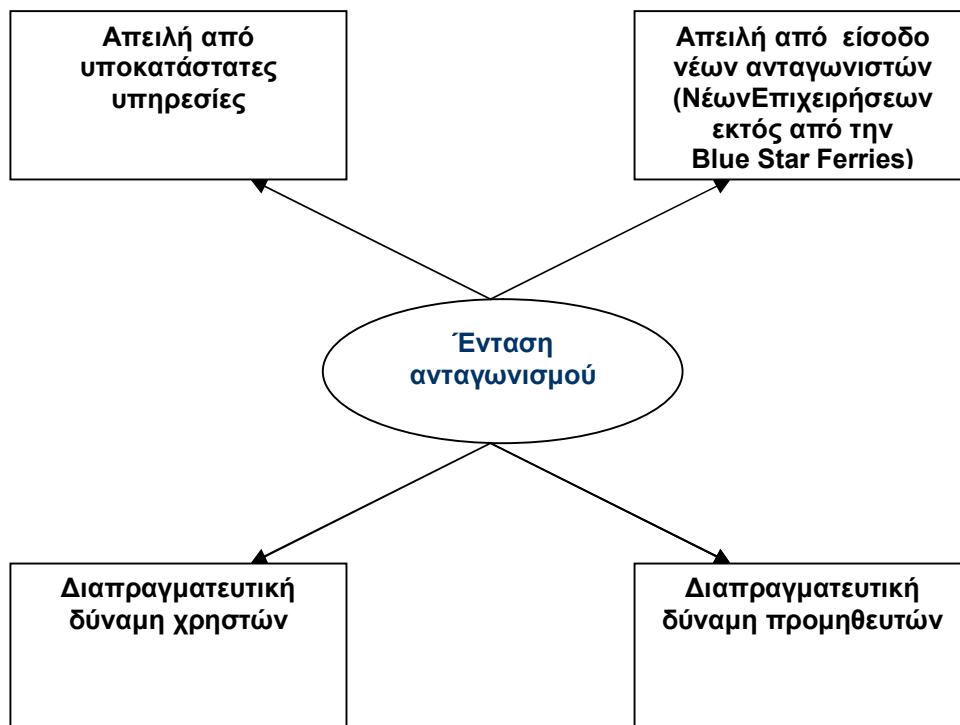 Απειλή από
υποκατάστατες
υπηρεσίες
Απειλή από είσοδο
νέων ανταγωνιστών
(ΝέωνΕπιχειρήσεων
εκτός από την
Blue Star Ferries)
Ένταση
ανταγωνισμού
Διαπραγματευτική
δύναμη χρηστών
Διαπραγματευτική
δύναμη προμηθευτών